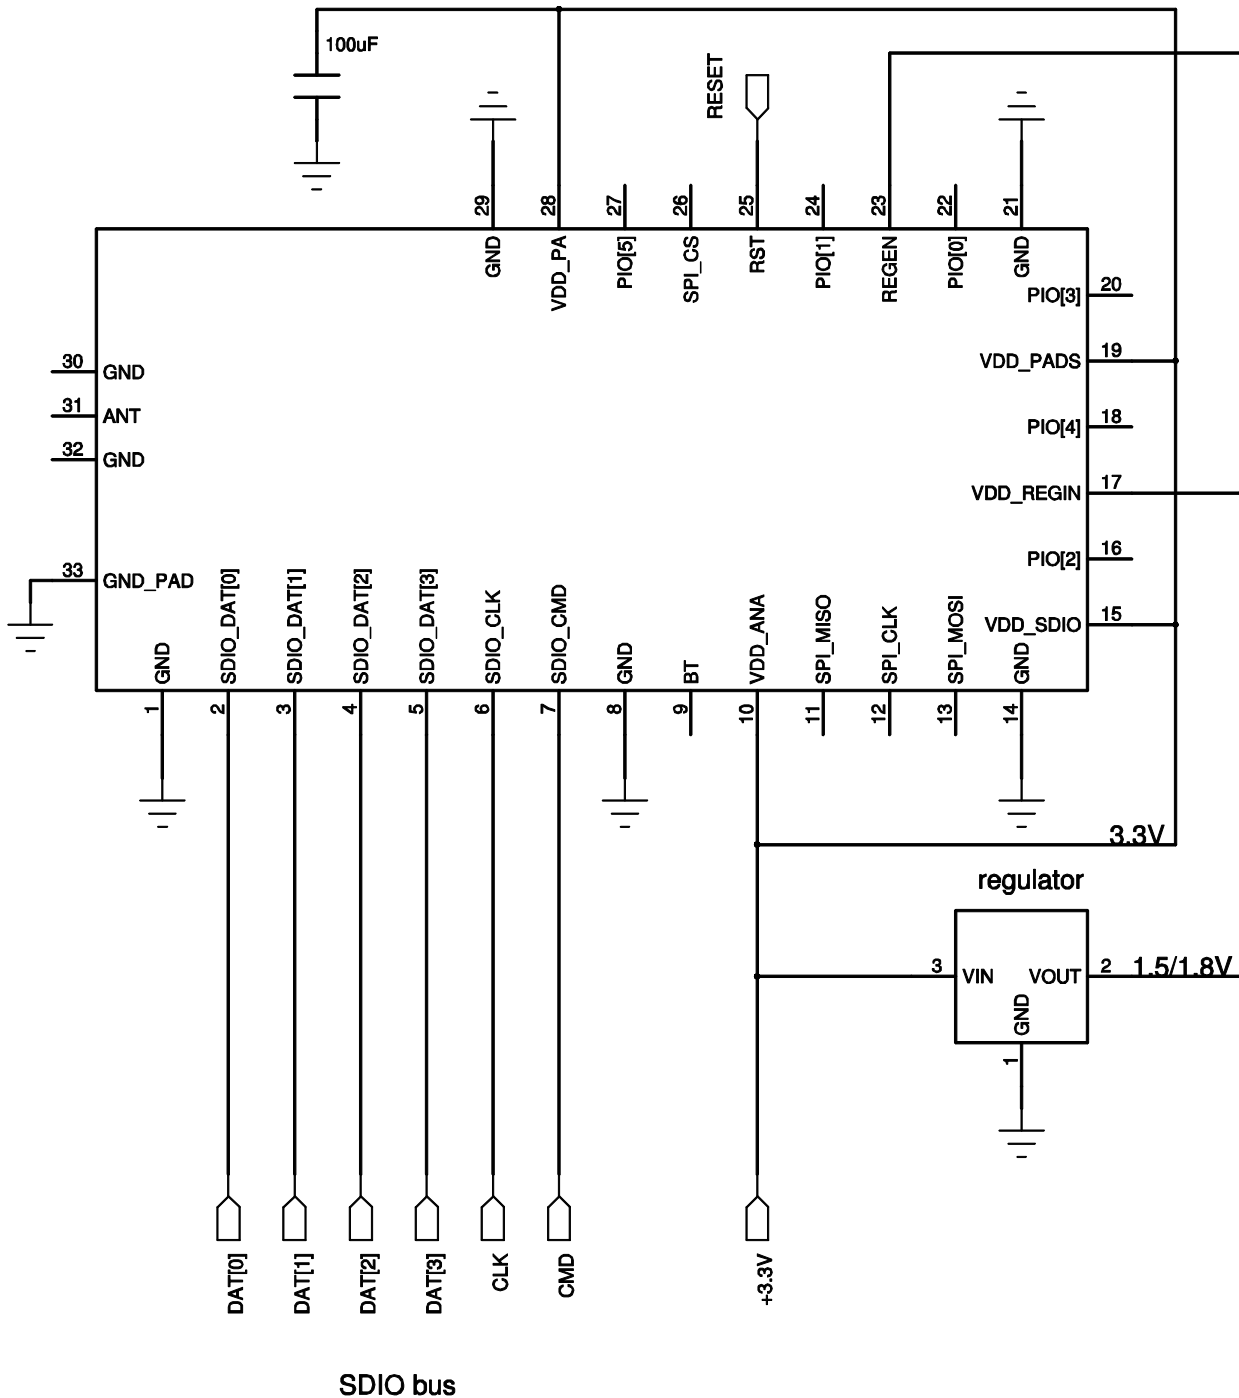 100uF
RESET
29
28
27
26
25
24
23
22
21
GND
VDD_PA
PIO[5]
SPI_CS
RST
PIO[1]
REGEN
PIO[0]
GND
PIO[3]
20
VDD_PADS
19
30
GND
31
ANT
PIO[4]
18
32
GND
VDD_REGIN
17
PIO[2]
16
33
GND_PAD
VDD_SDIO
15
GND
SDIO_DAT[0]
SDIO_DAT[1]
SDIO_DAT[2]
SDIO_DAT[3]
SDIO_CLK
SDIO_CMD
GND
BT
VDD_ANA
SPI_MISO
SPI_CLK
SPI_MOSI
GND
1
2
3
4
5
6
7
8
9
10
11
12
13
14
3.3V
regulator
3
VIN
VOUT
2
1.5/1.8V
GND
1
DAT[0]
DAT[1]
DAT[2]
DAT[3]
CLK
CMD
+3.3V
SDIO bus